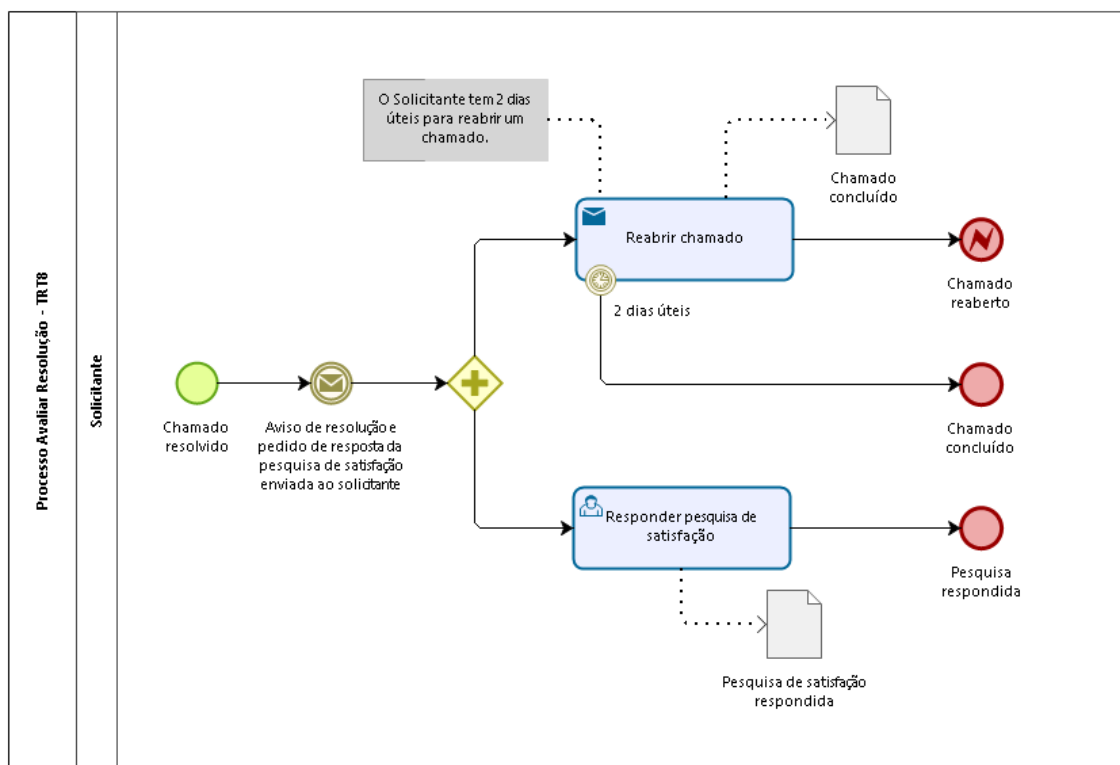 Processo Avaliar Resolução - TRT8
Solicitante
O Solicitante tem 2 dias
úteis para reabrir um
chamado.
Chamado
concluído
Reabrir chamado
Chamado
reaberto
2 dias úteis
Chamado
resolvido
Aviso de resolução e
pedido de resposta da
pesquisa de satisfação
enviada ao solicitante
Chamado
concluído
Responder pesquisa de
satisfação
Pesquisa
respondida
Pesquisa de satisfação
respondida